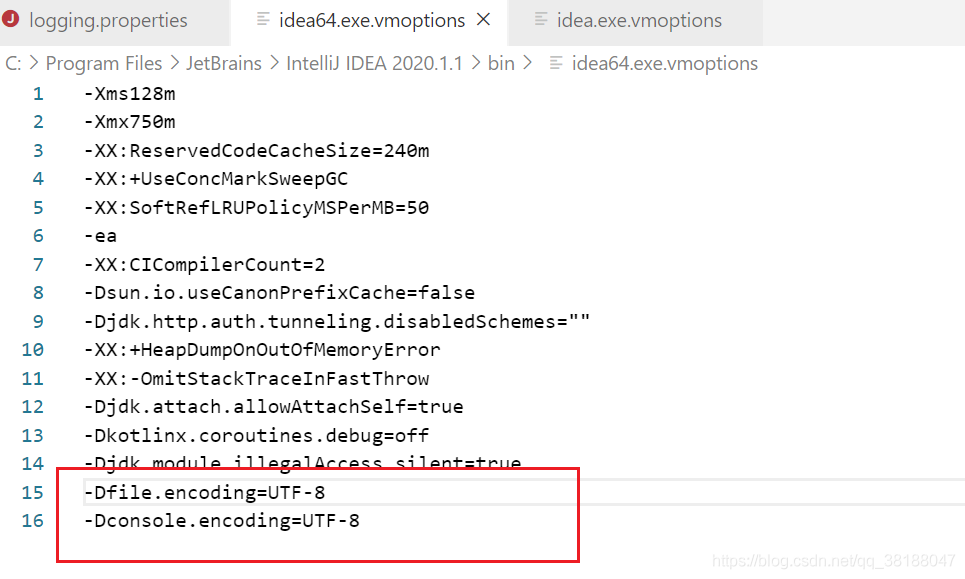 logging.properties idea64.exe.vmoptions idea.exe.vmoptions
C: > Program Files > JetBrains > IntelliJ IDEA 2020.1.1 > bin > idea64.exe.vmoptions
1 -Xms128m
2 -Xmx750m
3 -XX:ReservedCodeCacheSize=240m
4 -XX:+UseConcMarkSweepGC
5 -XX:SoftRefLRUPolicyMSPerMB=50
6 -ea
7 -XX:CICompilerCount=2
8 -Dsun.io.useCanonPrefixCache=false
9 -Djdk.http.auth.tunneling.disabledSchemes=""
10 -XX:+HeapDumpOnOutOfMemoryError
11 -XX:-OmitStackTraceInFastThrow
12 -Djdk.attach.allowAttachSelf=true
13 -Dkotlinx.coroutines.debug=off
14 -Djdk.module.illegalAccess.silent=true
15 -Dfile.encoding=UTF-8
16 -Dconsole.encoding=UTF-8
https://blog.csdn.net/qq_38188047